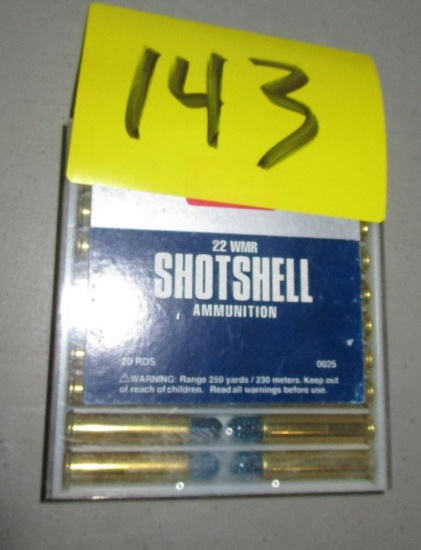 143
22 WMR
SHOTSHELL
AMMUNITION
20 RDS 0025
⚠WARNING: Range 250 yards / 230 meters. Keep out
of reach of children. Read all warnings before use.